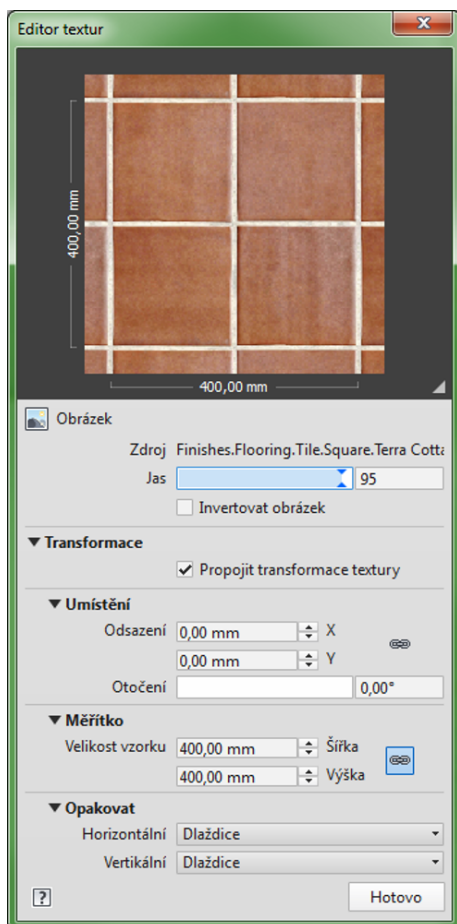 Editor textur
400,00 mm
400,00 mm
Obrázek
Zdroj Finishes.Flooring.Tile.Square.Terra Cotta
Jas 95
Invertovat obrázek
Transformace
Propojit transformace textury
Umístění
Odsazení 0,00 mm X
0,00 mm Y
Otočení 0,00°
Měřítko
Velikost vzorku 400,00 mm Šířka
400,00 mm Výška
Opakovat
Horizontální Dlaždice
Vertikální Dlaždice
? Hotovo